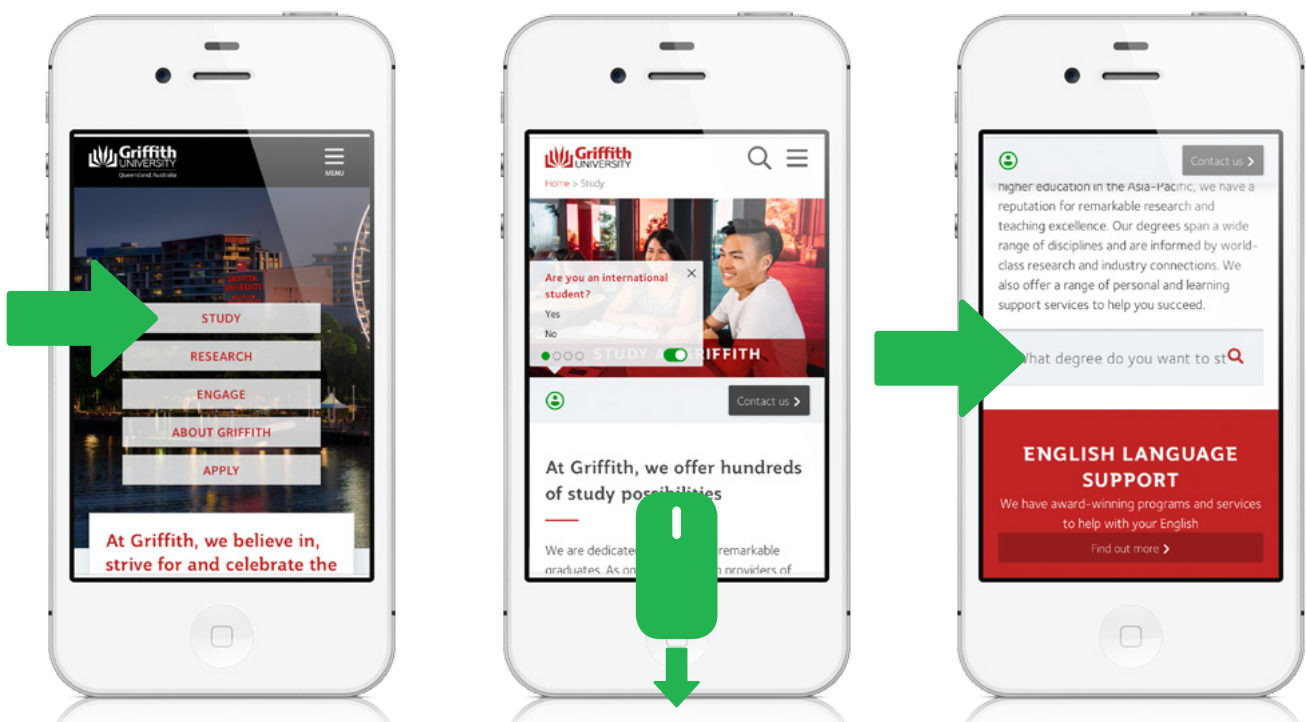 Griffith
UNIVERSITY
Queensland, Australia
MENU
GRIFFITH
UNIVERSITY
STUDY
RESEARCH
ENGAGE
ABOUT GRIFFITH
APPLY
At Griffith, we believe in,
strive for and celebrate the
Griffith
UNIVERSITY
Home > Study
Are you an international
student?
Yes
No
STUDY A GRIFFITH
Contact us >
At Griffith, we offer hundreds
of study possibilities
We are dedicate remarkable
graduates. As on providers of
Contact us >
higher education in the Asia-Pacific, we have a
reputation for remarkable research and
teaching excellence. Our degrees span a wide
range of disciplines and are informed by world-
class research and industry connections. We
also offer a range of personal and learning
support services to help you succeed.
What degree do you want to st
ENGLISH LANGUAGE
SUPPORT
We have award-winning programs and services
to help with your English
Find out more >